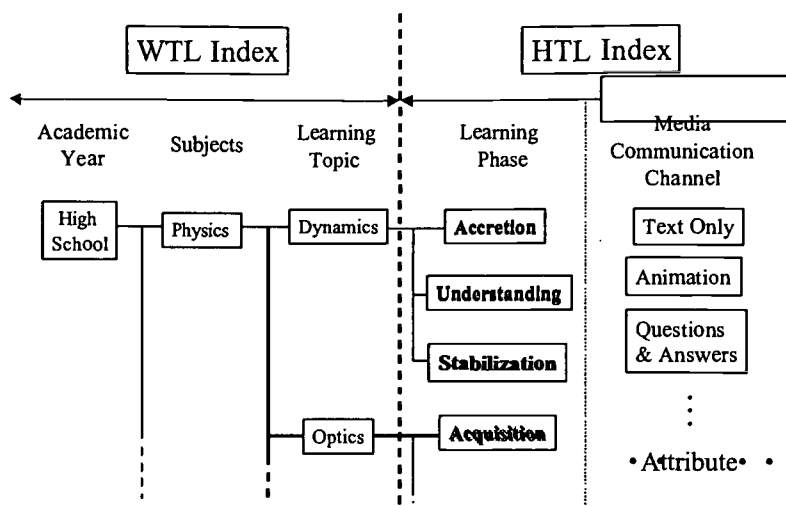 WTL Index
HTL Index
Academic
Year
Subjects
Learning
Topic
Learning
Phase
Media
Communication
Channel
High
School
Physics
Dynamics
Accretion
Text Only
Understanding
Animation
Stabilization
Questions
& Answers
Optics
Acquisition
Attribute